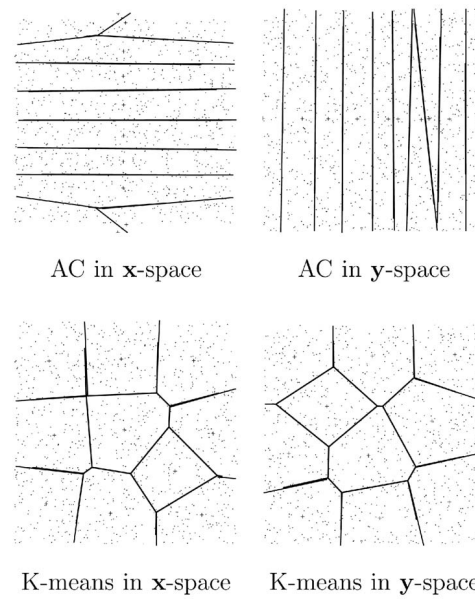 AC in x-space
AC in y-space
K-means in x-space
K-means in y-space